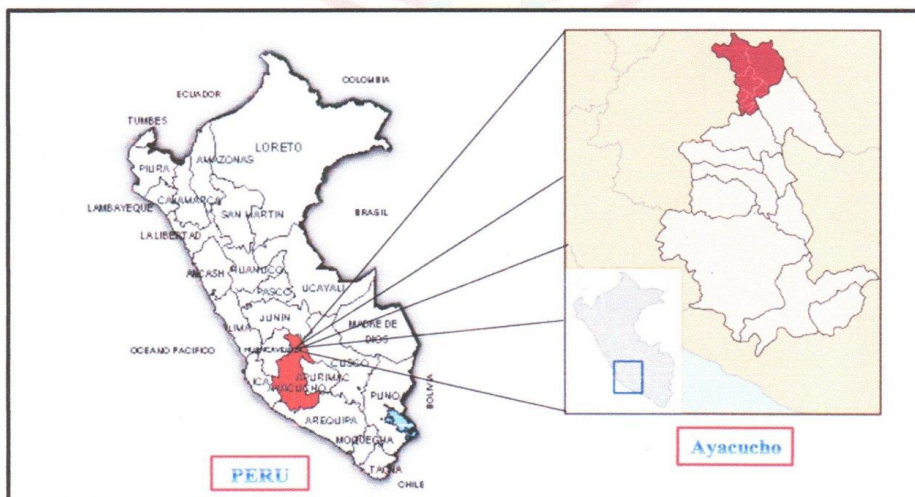 COLOMBIA
ECUADOR
TUMBES
LORETO
PIURA
AMAZONAS
CAJAMARCA
LAMBAYEQUE
SAN MARTIN
BRASIL
LA LIBERTAD
ANCASH
HUANUCO
UCAYALI
PASCO
JUNIN
LIMA
MADRE DE
DIOS
OCEANO PACIFICO
HUANCAVELICA
CUSCO
ICA
APURIMAC
AYACUCHO
PUNO
BOLIVIA
AREQUIPA
MOQUEGHA
TACNA
CHILE
PERU
Ayacucho